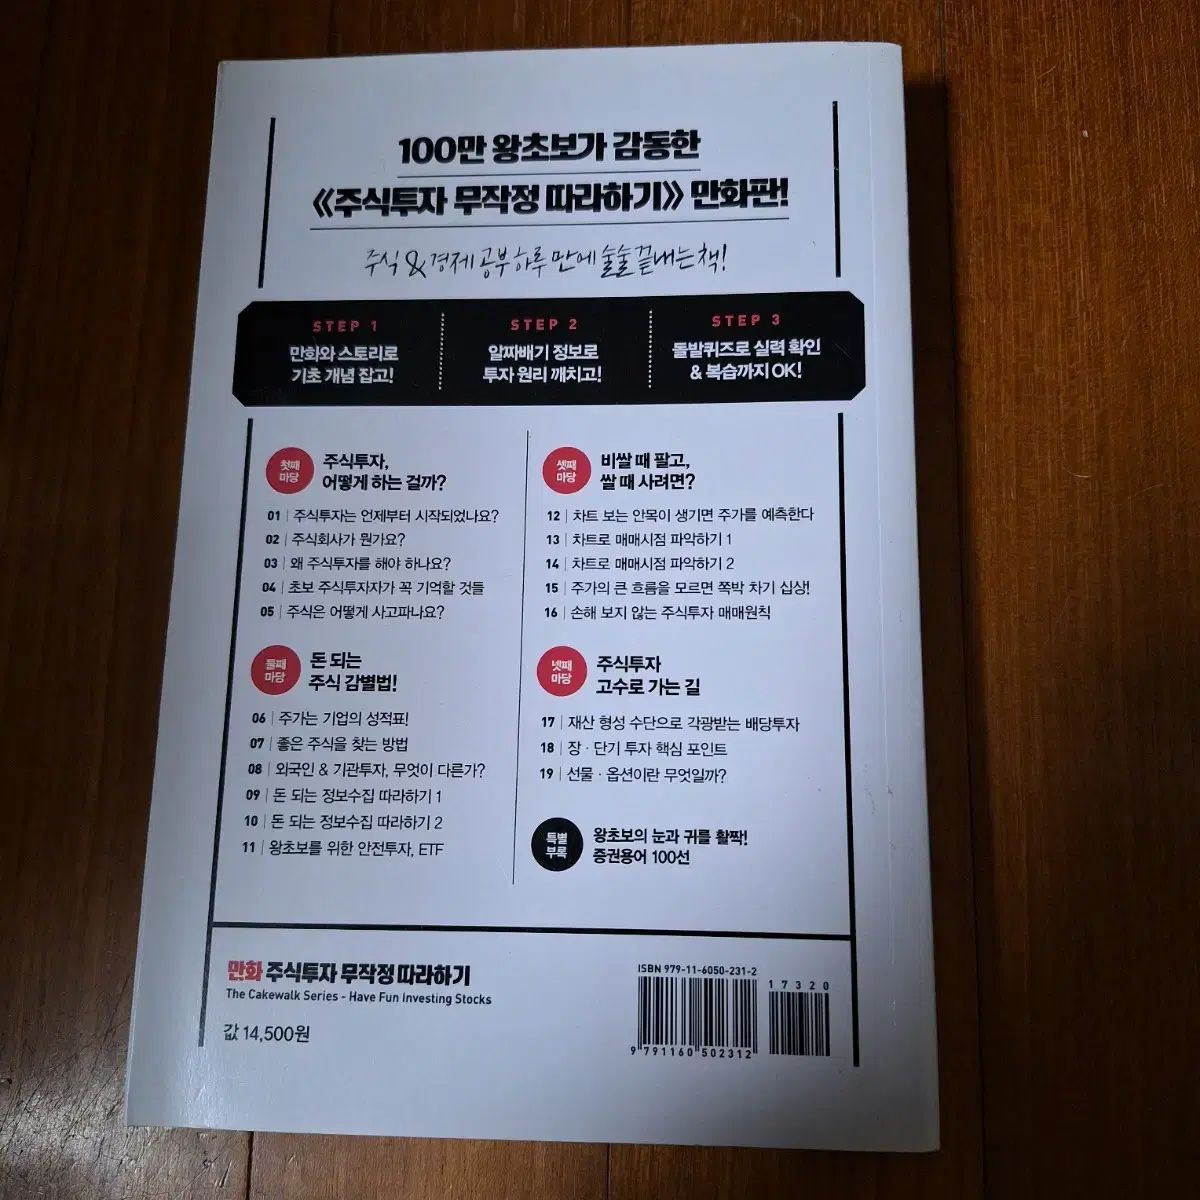 100만 왕초보가 감동한
《주식투자 무작정 따라하기》 만화판!
주식 & 경제 공부 하루 만에 술술 끝내는 책!
STEP 1
만화와 스토리로
기초 개념 잡고!
STEP 2
알짜배기 정보로
투자 원리 깨치고!
STEP 3
돌발퀴즈로 실력 확인
& 복습까지 OK!
첫째
마당
주식투자,
어떻게 하는 걸까?
01 | 주식투자는 언제부터 시작되었나요?
02 | 주식회사가 뭔가요?
03 | 왜 주식투자를 해야 하나요?
04 | 초보 주식투자자가 꼭 기억할 것들
05 | 주식은 어떻게 사고파나요?
둘째
마당
돈 되는
주식 감별법!
06 | 주가는 기업의 성적표!
07 | 좋은 주식을 찾는 방법
08 | 외국인 & 기관투자, 무엇이 다른가?
09 | 돈 되는 정보수집 따라하기 1
10 | 돈 되는 정보수집 따라하기 2
11 | 왕초보를 위한 안전투자, ETF
셋째
마당
비쌀 때 팔고,
쌀 때 사려면?
12 | 차트 보는 안목이 생기면 주가를 예측한다
13 | 차트로 매매시점 파악하기 1
14 | 차트로 매매시점 파악하기 2
15 | 주가의 큰 흐름을 모르면 쪽박 차기 십상!
16 | 손해 보지 않는 주식투자 매매원칙
넷째
마당
주식투자
고수로 가는 길
17 | 재산 형성 수단으로 각광받는 배당투자
18 | 장 · 단기 투자 핵심 포인트
19 | 선물 · 옵션이란 무엇일까?
특별
부록
왕초보의 눈과 귀를 활짝!
증권용어 100선
만화 주식투자 무작정 따라하기
The Cakewalk Series - Have Fun Investing Stocks
값 14,500원
ISBN 979-11-6050-231-2
17320
9 791160 502312